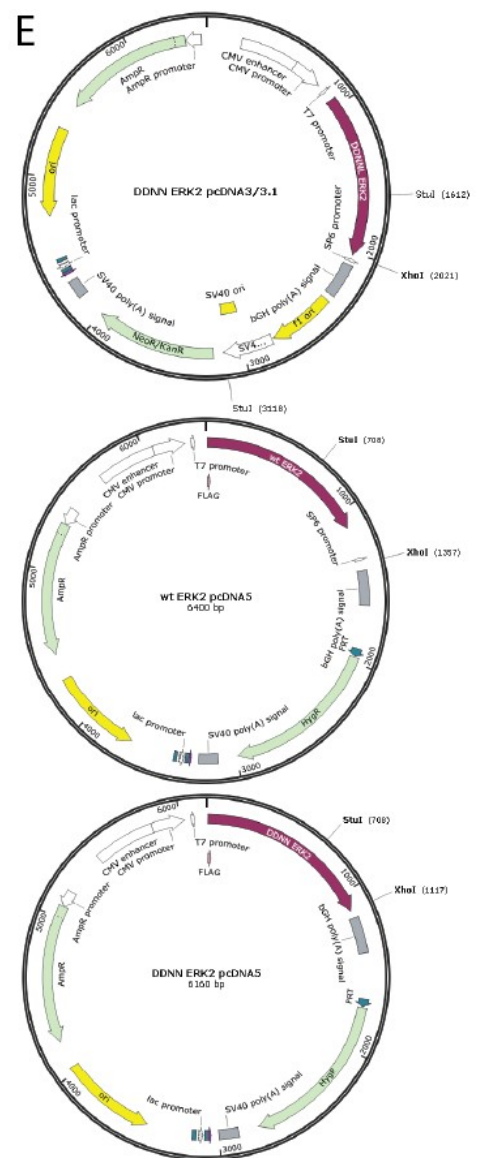 E
6000
AmpR
AmpR promoter
CMV enhancer
CMV promoter
1000
T7 promoter
DDNNL ERK2
StuI (1612)
2000
XhoI (2021)
SP6 promoter
bGH poly(A) signal
f1 ori
SV4...
SV40 ori
3000
StuI (3118)
NeoR/KanR
4000
SV40 poly(A) signal
lac promoter
5000
ori
DDNN ERK2 pcDNA3/3.1
6000
CMV enhancer
CMV promoter
T7 promoter
FLAG
wt ERK2
StuI (708)
1000
SP6 promoter
XhoI (1357)
bGH poly(A) signal
FRT
2000
HygR
3000
SV40 poly(A) signal
lac promoter
4000
ori
AmpR
5000
AmpR promoter
wt ERK2 pcDNA5
6400 bp
6000
CMV enhancer
CMV promoter
T7 promoter
FLAG
DDNN ERK2
StuI (708)
1000
XhoI (1117)
bGH poly(A) signal
FRT
2000
HygR
3000
SV40 poly(A) signal
lac promoter
4000
ori
AmpR
5000
AmpR promoter
DDNN ERK2 pcDNA5
6160 bp